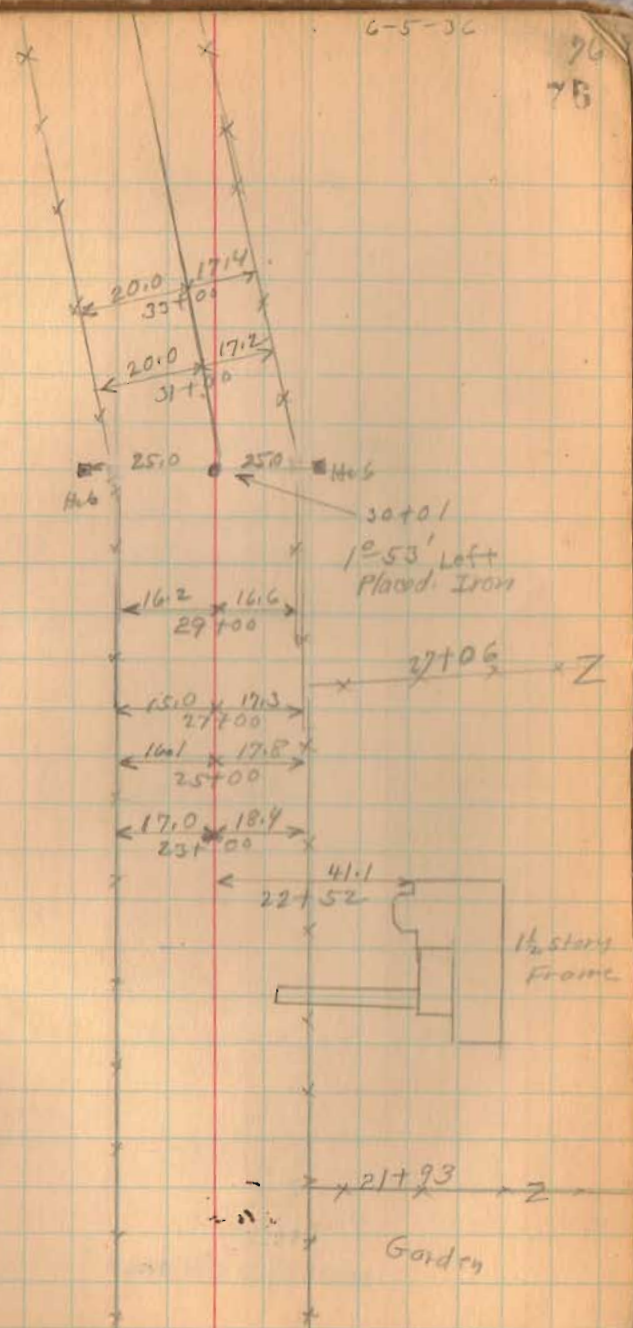 6-5-36
76
75
20.0 17.4
33+00
20.0 17.2
31+00
25.0 25.0
Hub Hub
30+01
1°53' Left
Placed Iron
16.2 16.6
29+00
27+06 Z
15.0 17.3
27+00
16.1 17.8
25+00
17.0 18.4
23+00
41.1
22+52
1½ story
Frame
21+93 Z
Garden